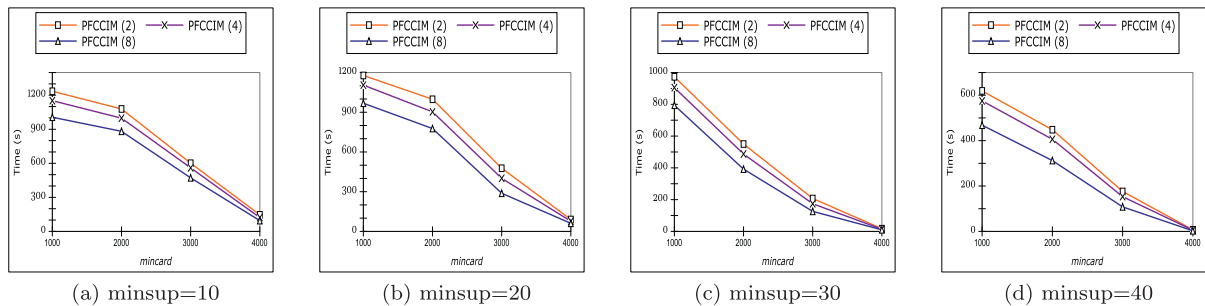 PFCCIM (2) PFCCIM (4)
PFCCIM (8)
1200
900
600
300
0
Time (s)
1000 2000 3000 4000
mincard
(a) minsup=10
PFCCIM (2) PFCCIM (4)
PFCCIM (8)
1200
900
600
300
0
Time (s)
1000 2000 3000 4000
mincard
(b) minsup=20
PFCCIM (2) PFCCIM (4)
PFCCIM (8)
1000
800
600
400
200
0
Time (s)
1000 2000 3000 4000
mincard
(c) minsup=30
PFCCIM (2) PFCCIM (4)
PFCCIM (8)
600
400
200
0
Time (s)
1000 2000 3000 4000
mincard
(d) minsup=40